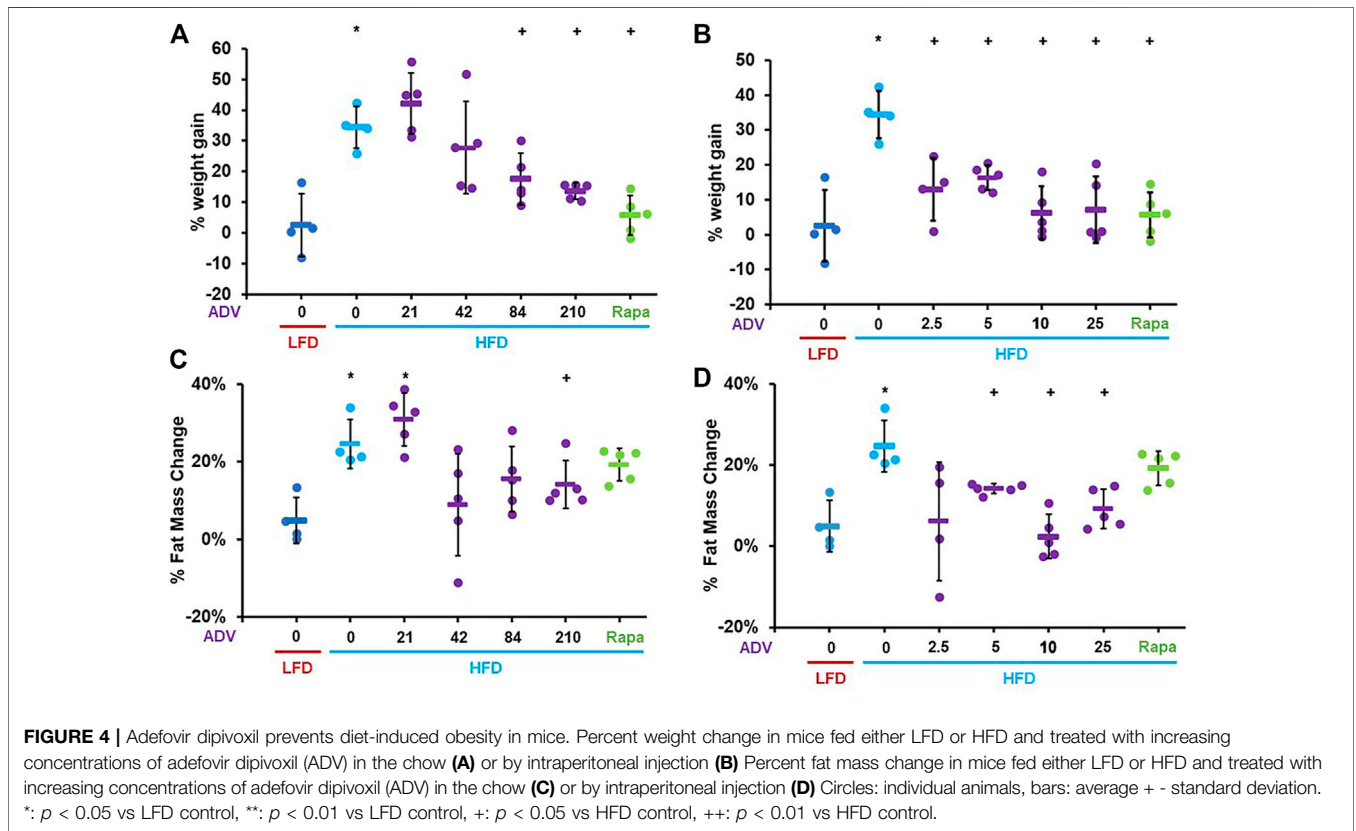 A
* + + +
60
50
40
30
20
10
0
-10
-20
% weight gain
ADV 0 0 21 42 84 210 Rapa
LFD HFD
B
* + + + + +
50
40
30
20
10
0
-10
-20
% weight gain
ADV 0 0 2.5 5 10 25 Rapa
LFD HFD
C
* * +
40%
20%
0%
-20%
% Fat Mass Change
ADV 0 0 21 42 84 210 Rapa
LFD HFD
D
* + + +
40%
20%
0%
-20%
% Fat Mass Change
ADV 0 0 2.5 5 10 25 Rapa
LFD HFD
FIGURE 4 | Adefovir dipivoxil prevents diet-induced obesity in mice. Percent weight change in mice fed either LFD or HFD and treated with increasing
concentrations of adefovir dipivoxil (ADV) in the chow (A) or by intraperitoneal injection (B) Percent fat mass change in mice fed either LFD or HFD and treated with
increasing concentrations of adefovir dipivoxil (ADV) in the chow (C) or by intraperitoneal injection (D) Circles: individual animals, bars: average + - standard deviation.
*: p < 0.05 vs LFD control, **: p < 0.01 vs LFD control, +: p < 0.05 vs HFD control, ++: p < 0.01 vs HFD control.